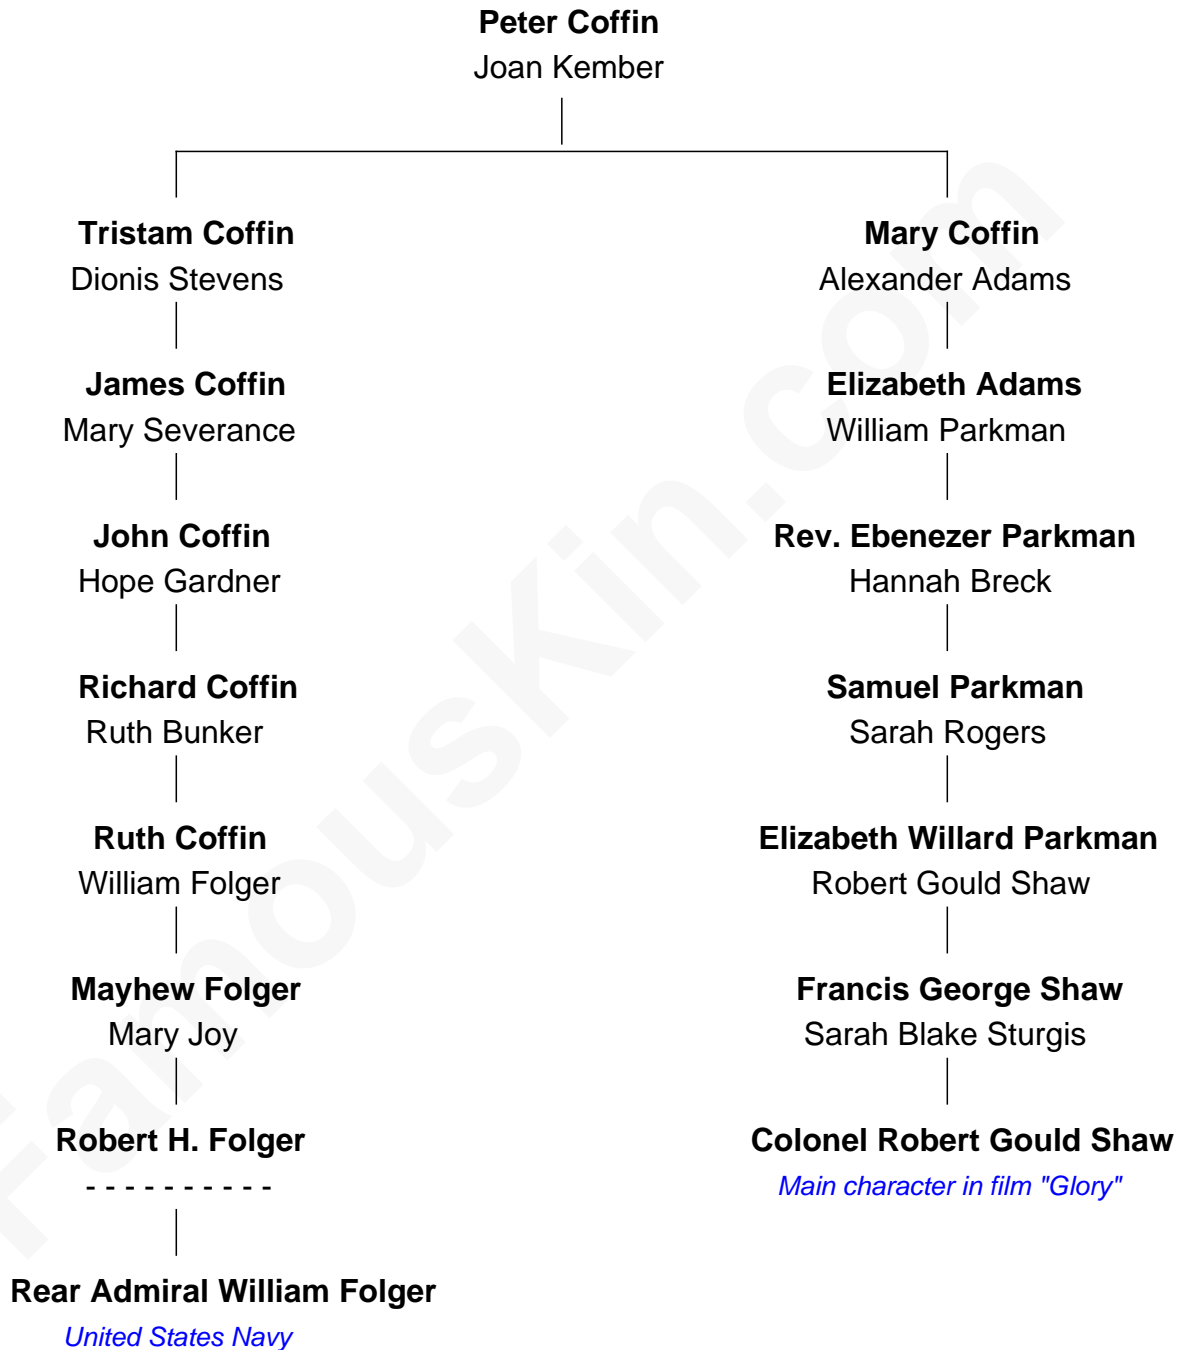 Peter Coffin
Joan Kember
Tristam Coffin
Dionis Stevens
James Coffin
Mary Severance
John Coffin
Hope Gardner
Richard Coffin
Ruth Bunker
Ruth Coffin
William Folger
Mayhew Folger
Mary Joy
Robert H. Folger
- - - - - - - - - -
Rear Admiral William Folger
United States Navy
Mary Coffin
Alexander Adams
Elizabeth Adams
William Parkman
Rev. Ebenezer Parkman
Hannah Breck
Samuel Parkman
Sarah Rogers
Elizabeth Willard Parkman
Robert Gould Shaw
Francis George Shaw
Sarah Blake Sturgis
Colonel Robert Gould Shaw
Main character in film "Glory"
FamousKin.com